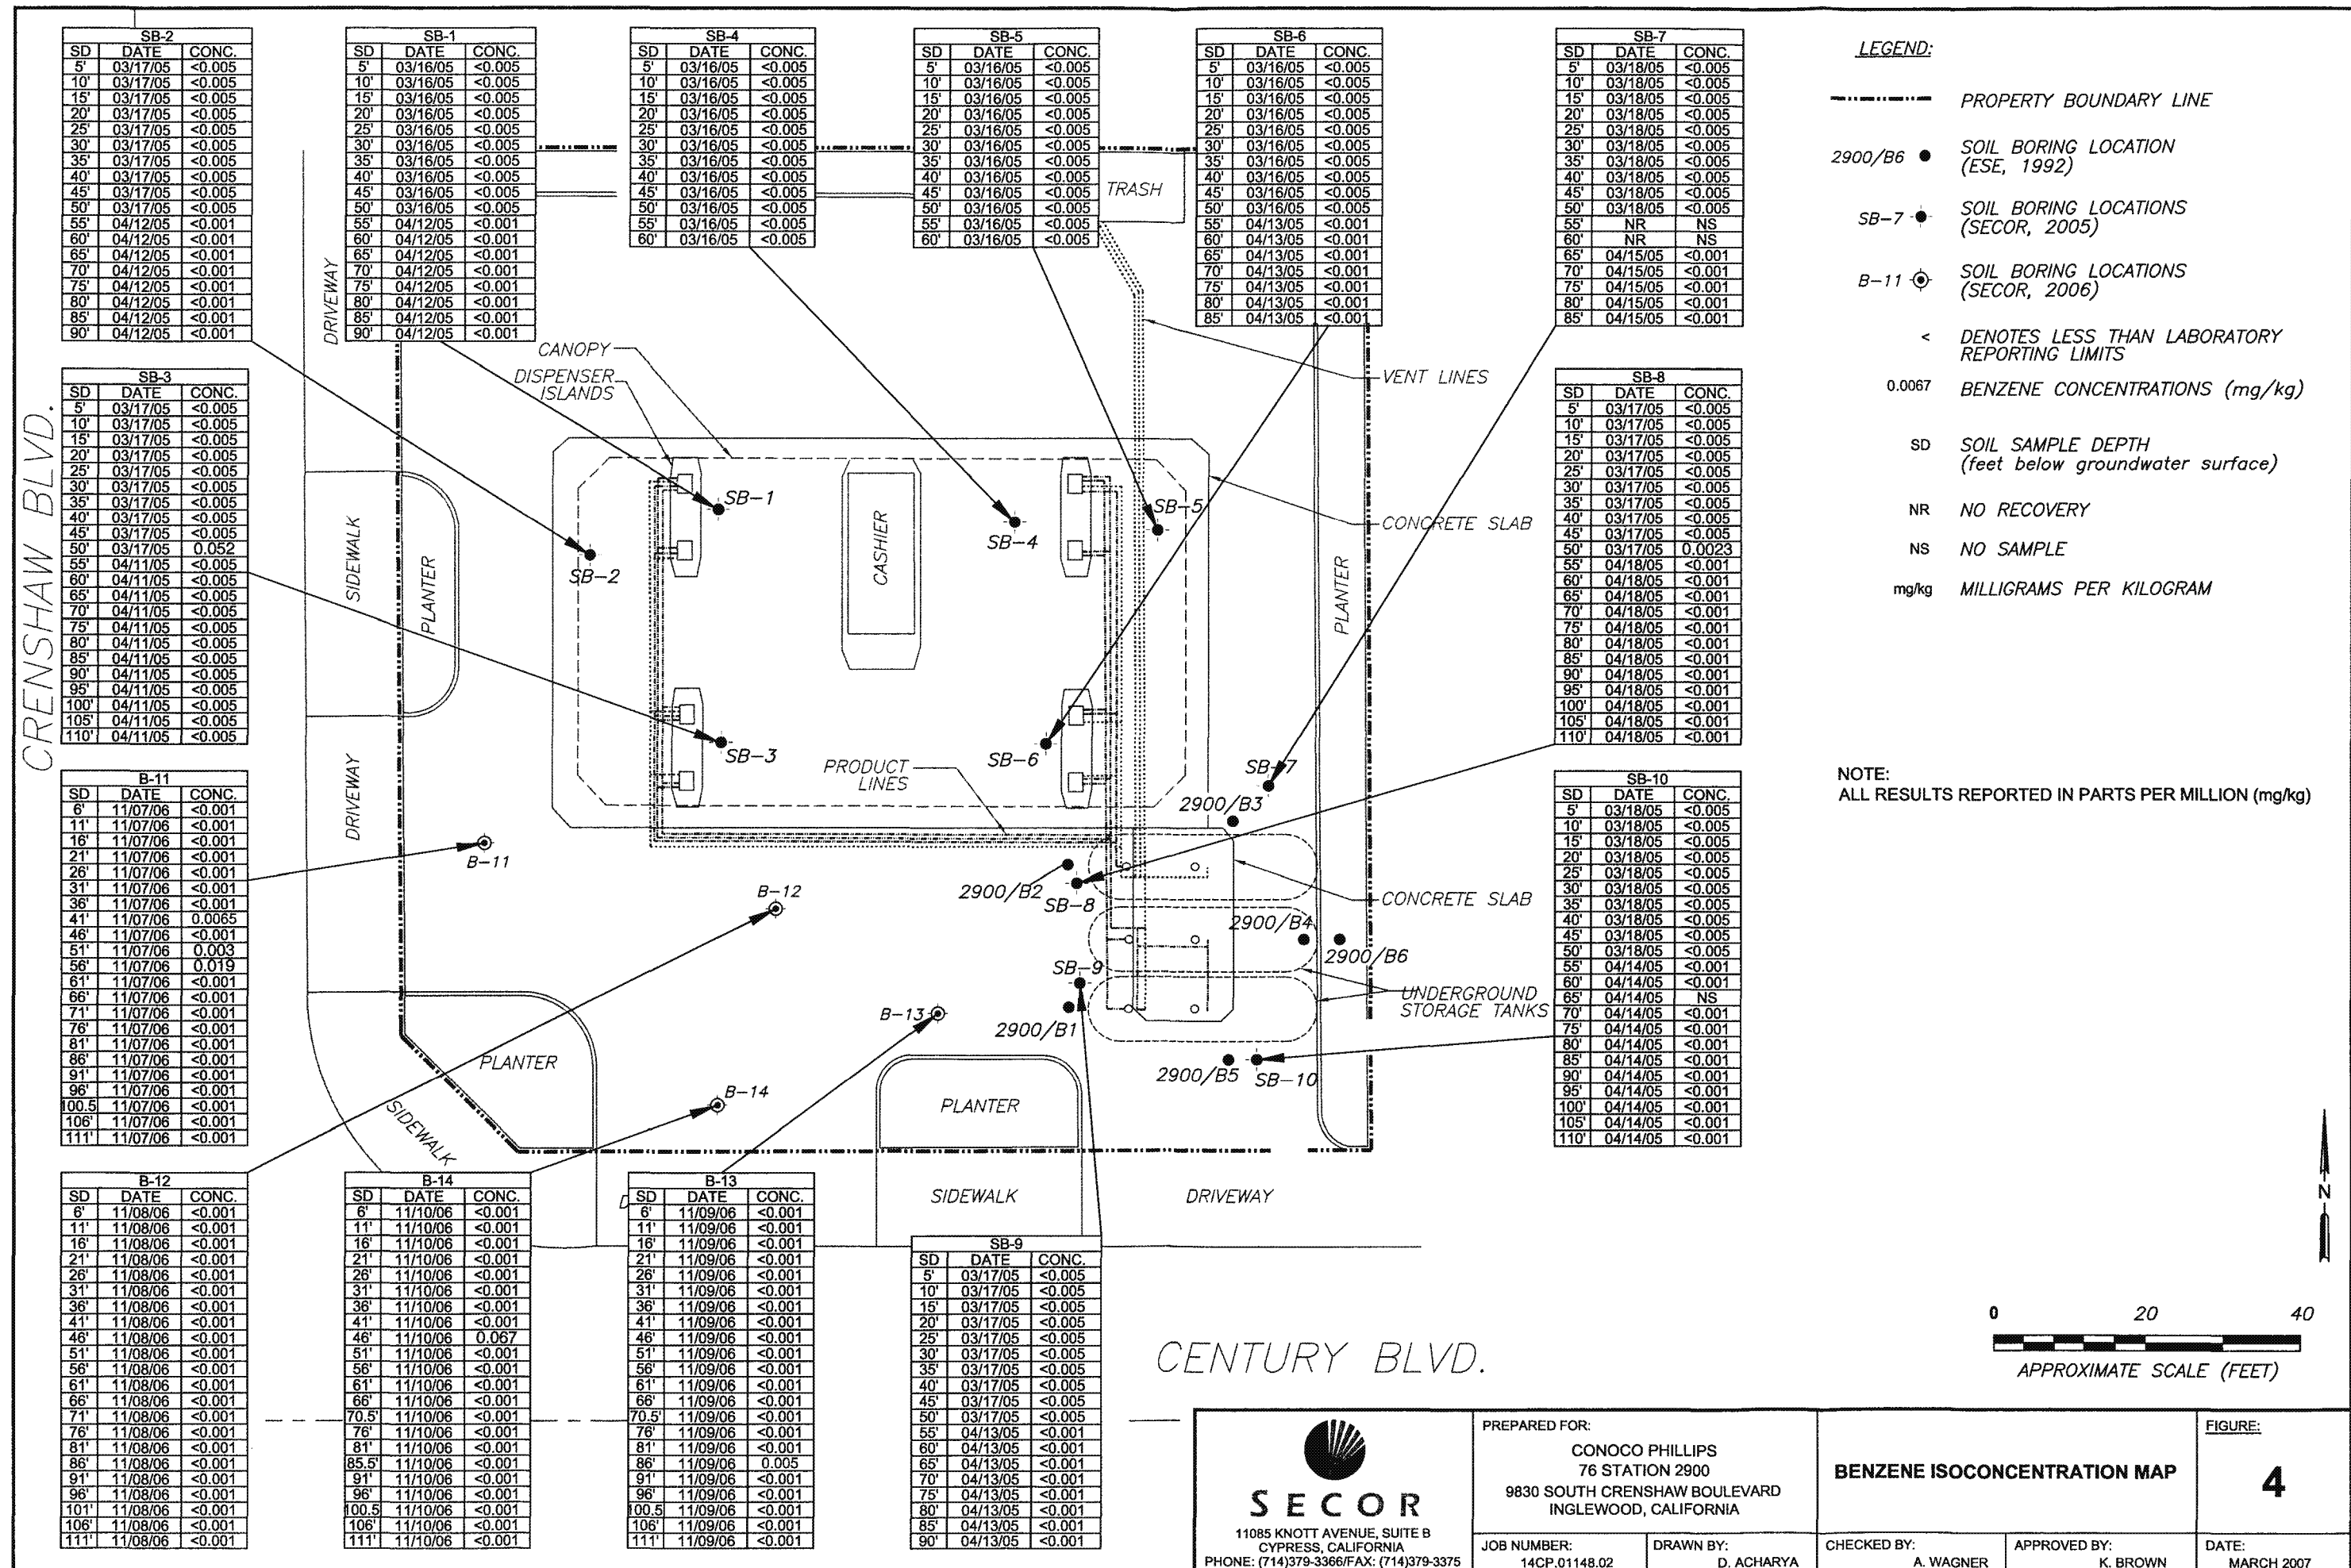 SB-2
SD DATE CONC.
5' 03/17/05 <0.005
10' 03/17/05 <0.005
15' 03/17/05 <0.005
20' 03/17/05 <0.005
25' 03/17/05 <0.005
30' 03/17/05 <0.005
35' 03/17/05 <0.005
40' 03/17/05 <0.005
45' 03/17/05 <0.005
50' 03/17/05 <0.005
55' 04/12/05 <0.001
60' 04/12/05 <0.001
65' 04/12/05 <0.001
70' 04/12/05 <0.001
75' 04/12/05 <0.001
80' 04/12/05 <0.001
85' 04/12/05 <0.001
90' 04/12/05 <0.001
SB-1
SD DATE CONC.
5' 03/16/05 <0.005
10' 03/16/05 <0.005
15' 03/16/05 <0.005
20' 03/16/05 <0.005
25' 03/16/05 <0.005
30' 03/16/05 <0.005
35' 03/16/05 <0.005
40' 03/16/05 <0.005
45' 03/16/05 <0.005
50' 03/16/05 <0.005
55' 04/12/05 <0.001
60' 04/12/05 <0.001
65' 04/12/05 <0.001
70' 04/12/05 <0.001
75' 04/12/05 <0.001
80' 04/12/05 <0.001
85' 04/12/05 <0.001
90' 04/12/05 <0.001
SB-4
SD DATE CONC.
5' 03/16/05 <0.005
10' 03/16/05 <0.005
15' 03/16/05 <0.005
20' 03/16/05 <0.005
25' 03/16/05 <0.005
30' 03/16/05 <0.005
35' 03/16/05 <0.005
40' 03/16/05 <0.005
45' 03/16/05 <0.005
50' 03/16/05 <0.005
55' 03/16/05 <0.005
60' 03/16/05 <0.005
SB-5
SD DATE CONC.
5' 03/16/05 <0.005
10' 03/16/05 <0.005
15' 03/16/05 <0.005
20' 03/16/05 <0.005
25' 03/16/05 <0.005
30' 03/16/05 <0.005
35' 03/16/05 <0.005
40' 03/16/05 <0.005
45' 03/16/05 <0.005
50' 03/16/05 <0.005
55' 03/16/05 <0.005
60' 03/16/05 <0.005
SB-6
SD DATE CONC.
5' 03/16/05 <0.005
10' 03/16/05 <0.005
15' 03/16/05 <0.005
20' 03/16/05 <0.005
25' 03/16/05 <0.005
30' 03/16/05 <0.005
35' 03/16/05 <0.005
40' 03/16/05 <0.005
45' 03/16/05 <0.005
50' 03/16/05 <0.005
55' 04/13/05 <0.001
60' 04/13/05 <0.001
65' 04/13/05 <0.001
70' 04/13/05 <0.001
75' 04/13/05 <0.001
80' 04/13/05 <0.001
85' 04/13/05 <0.001
SB-7
SD DATE CONC.
5' 03/18/05 <0.005
10' 03/18/05 <0.005
15' 03/18/05 <0.005
20' 03/18/05 <0.005
25' 03/18/05 <0.005
30' 03/18/05 <0.005
35' 03/18/05 <0.005
40' 03/18/05 <0.005
45' 03/18/05 <0.005
50' 03/18/05 <0.005
55' NR NS
60' NR NS
65' 04/15/05 <0.001
70' 04/15/05 <0.001
75' 04/15/05 <0.001
80' 04/15/05 <0.001
85' 04/15/05 <0.001
LEGEND:
PROPERTY BOUNDARY LINE
2900/B6 SOIL BORING LOCATION
(ESE, 1992)
SB-7 SOIL BORING LOCATIONS
(SECOR, 2005)
B-11 SOIL BORING LOCATIONS
(SECOR, 2006)
< DENOTES LESS THAN LABORATORY
REPORTING LIMITS
0.0067 BENZENE CONCENTRATIONS (mg/kg)
SD SOIL SAMPLE DEPTH
(feet below groundwater surface)
NR NO RECOVERY
NS NO SAMPLE
mg/kg MILLIGRAMS PER KILOGRAM
NOTE:
ALL RESULTS REPORTED IN PARTS PER MILLION (mg/kg)
CRENSHAW BLVD.
SB-3
SD DATE CONC.
5' 03/17/05 <0.005
10' 03/17/05 <0.005
15' 03/17/05 <0.005
20' 03/17/05 <0.005
25' 03/17/05 <0.005
30' 03/17/05 <0.005
35' 03/17/05 <0.005
40' 03/17/05 <0.005
45' 03/17/05 <0.005
50' 03/17/05 0.052
55' 04/11/05 <0.005
60' 04/11/05 <0.005
65' 04/11/05 <0.005
70' 04/11/05 <0.005
75' 04/11/05 <0.005
80' 04/11/05 <0.005
85' 04/11/05 <0.005
90' 04/11/05 <0.005
95' 04/11/05 <0.005
100' 04/11/05 <0.005
105' 04/11/05 <0.005
110' 04/11/05 <0.005
SB-8
SD DATE CONC.
5' 03/17/05 <0.005
10' 03/17/05 <0.005
15' 03/17/05 <0.005
20' 03/17/05 <0.005
25' 03/17/05 <0.005
30' 03/17/05 <0.005
35' 03/17/05 <0.005
40' 03/17/05 <0.005
45' 03/17/05 <0.005
50' 03/17/05 0.0023
55' 04/18/05 <0.001
60' 04/18/05 <0.001
65' 04/18/05 <0.001
70' 04/18/05 <0.001
75' 04/18/05 <0.001
80' 04/18/05 <0.001
85' 04/18/05 <0.001
90' 04/18/05 <0.001
95' 04/18/05 <0.001
100' 04/18/05 <0.001
105' 04/18/05 <0.001
110' 04/18/05 <0.001
B-11
SD DATE CONC.
6' 11/07/06 <0.001
11' 11/07/06 <0.001
16' 11/07/06 <0.001
21' 11/07/06 <0.001
26' 11/07/06 <0.001
31' 11/07/06 <0.001
36' 11/07/06 <0.001
41' 11/07/06 0.0065
46' 11/07/06 <0.001
51' 11/07/06 0.003
56' 11/07/06 0.019
61' 11/07/06 <0.001
66' 11/07/06 <0.001
71' 11/07/06 <0.001
76' 11/07/06 <0.001
81' 11/07/06 <0.001
86' 11/07/06 <0.001
91' 11/07/06 <0.001
96' 11/07/06 <0.001
100.5 11/07/06 <0.001
106' 11/07/06 <0.001
111' 11/07/06 <0.001
SB-10
SD DATE CONC.
5' 03/18/05 <0.005
10' 03/18/05 <0.005
15' 03/18/05 <0.005
20' 03/18/05 <0.005
25' 03/18/05 <0.005
30' 03/18/05 <0.005
35' 03/18/05 <0.005
40' 03/18/05 <0.005
45' 03/18/05 <0.005
50' 03/18/05 <0.005
55' 04/14/05 <0.001
60' 04/14/05 <0.001
65' 04/14/05 NS
70' 04/14/05 <0.001
75' 04/14/05 <0.001
80' 04/14/05 <0.001
85' 04/14/05 <0.001
90' 04/14/05 <0.001
95' 04/14/05 <0.001
100' 04/14/05 <0.001
105' 04/14/05 <0.001
110' 04/14/05 <0.001
DRIVEWAY
TRASH
CANOPY
DISPENSER
ISLANDS
VENT LINES
SB-1
SB-2
SB-4
SB-5
CASHIER
CONCRETE SLAB
SIDEWALK
PLANTER
PLANTER
SB-3
SB-6
SB-7
PRODUCT
LINES
DRIVEWAY
2900/B3
B-11
B-12
2900/B2
SB-8
CONCRETE SLAB
2900/B4
2900/B6
SB-9
UNDERGROUND
STORAGE TANKS
B-13
2900/B1
PLANTER
2900/B5
SB-10
B-14
PLANTER
SIDEWALK
SIDEWALK
DRIVEWAY
D
B-12
SD DATE CONC.
6' 11/08/06 <0.001
11' 11/08/06 <0.001
16' 11/08/06 <0.001
21' 11/08/06 <0.001
26' 11/08/06 <0.001
31' 11/08/06 <0.001
36' 11/08/06 <0.001
41' 11/08/06 <0.001
46' 11/08/06 <0.001
51' 11/08/06 <0.001
56' 11/08/06 <0.001
61' 11/08/06 <0.001
66' 11/08/06 <0.001
71' 11/08/06 <0.001
76' 11/08/06 <0.001
81' 11/08/06 <0.001
86' 11/08/06 <0.001
91' 11/08/06 <0.001
96' 11/08/06 <0.001
101' 11/08/06 <0.001
106' 11/08/06 <0.001
111' 11/08/06 <0.001
B-14
SD DATE CONC.
6' 11/10/06 <0.001
11' 11/10/06 <0.001
16' 11/10/06 <0.001
21' 11/10/06 <0.001
26' 11/10/06 <0.001
31' 11/10/06 <0.001
36' 11/10/06 <0.001
41' 11/10/06 <0.001
46' 11/10/06 0.067
51' 11/10/06 <0.001
56' 11/10/06 <0.001
61' 11/10/06 <0.001
66' 11/10/06 <0.001
70.5' 11/10/06 <0.001
76' 11/10/06 <0.001
81' 11/10/06 <0.001
85.5' 11/10/06 <0.001
91' 11/10/06 <0.001
96' 11/10/06 <0.001
100.5 11/10/06 <0.001
106' 11/10/06 <0.001
111' 11/10/06 <0.001
B-13
SD DATE CONC.
6' 11/09/06 <0.001
11' 11/09/06 <0.001
16' 11/09/06 <0.001
21' 11/09/06 <0.001
26' 11/09/06 <0.001
31' 11/09/06 <0.001
36' 11/09/06 <0.001
41' 11/09/06 <0.001
46' 11/09/06 <0.001
51' 11/09/06 <0.001
56' 11/09/06 <0.001
61' 11/09/06 <0.001
66' 11/09/06 <0.001
70.5' 11/09/06 <0.001
76' 11/09/06 <0.001
81' 11/09/06 <0.001
86' 11/09/06 0.005
91' 11/09/06 <0.001
96' 11/09/06 <0.001
100.5 11/09/06 <0.001
106' 11/09/06 <0.001
111' 11/09/06 <0.001
SB-9
SD DATE CONC.
5' 03/17/05 <0.005
10' 03/17/05 <0.005
15' 03/17/05 <0.005
20' 03/17/05 <0.005
25' 03/17/05 <0.005
30' 03/17/05 <0.005
35' 03/17/05 <0.005
40' 03/17/05 <0.005
45' 03/17/05 <0.005
50' 03/17/05 <0.005
55' 04/13/05 <0.001
60' 04/13/05 <0.001
65' 04/13/05 <0.001
70' 04/13/05 <0.001
75' 04/13/05 <0.001
80' 04/13/05 <0.001
85' 04/13/05 <0.001
90' 04/13/05 <0.001
CENTURY BLVD.
N
0 20 40
APPROXIMATE SCALE (FEET)
SECOR
11085 KNOTT AVENUE, SUITE B
CYPRESS, CALIFORNIA
PHONE: (714)379-3366/FAX: (714)379-3375
PREPARED FOR:
CONOCO PHILLIPS
76 STATION 2900
9830 SOUTH CRENSHAW BOULEVARD
INGLEWOOD, CALIFORNIA
BENZENE ISOCONCENTRATION MAP
FIGURE:
4
JOB NUMBER:
14CP.01148.02
DRAWN BY:
D. ACHARYA
CHECKED BY:
A. WAGNER
APPROVED BY:
K. BROWN
DATE:
MARCH 2007